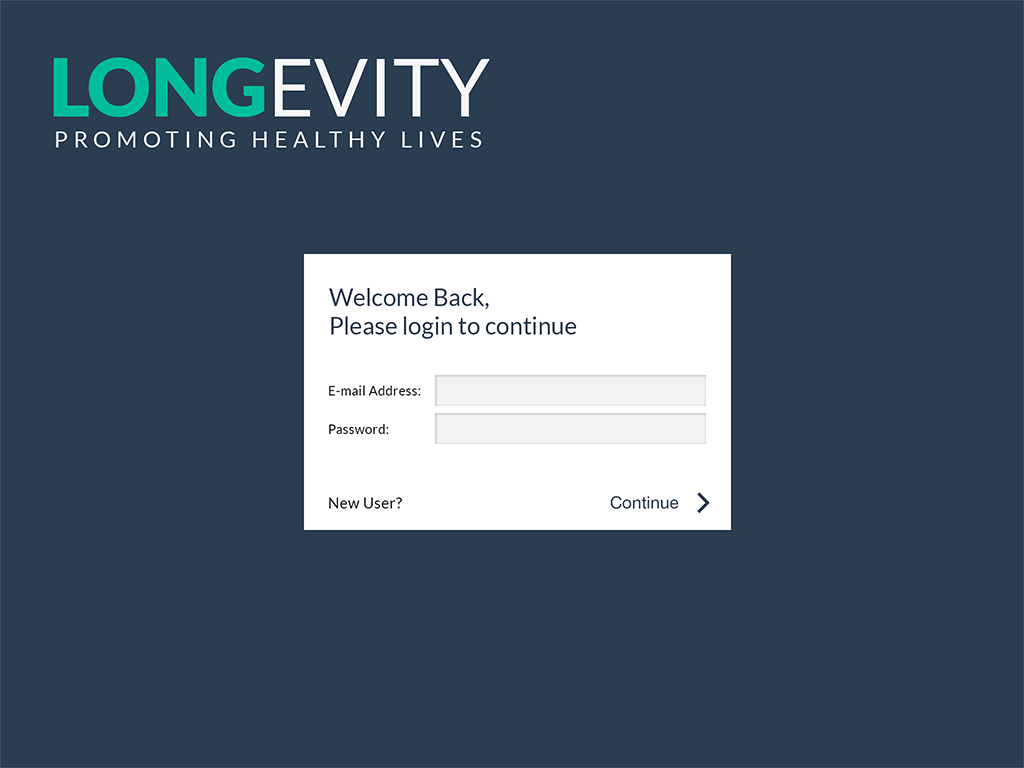 LONGEVITY
PROMOTING HEALTHY LIVES
Welcome Back,
Please login to continue
E-mail Address:
Password:
New User?
Continue